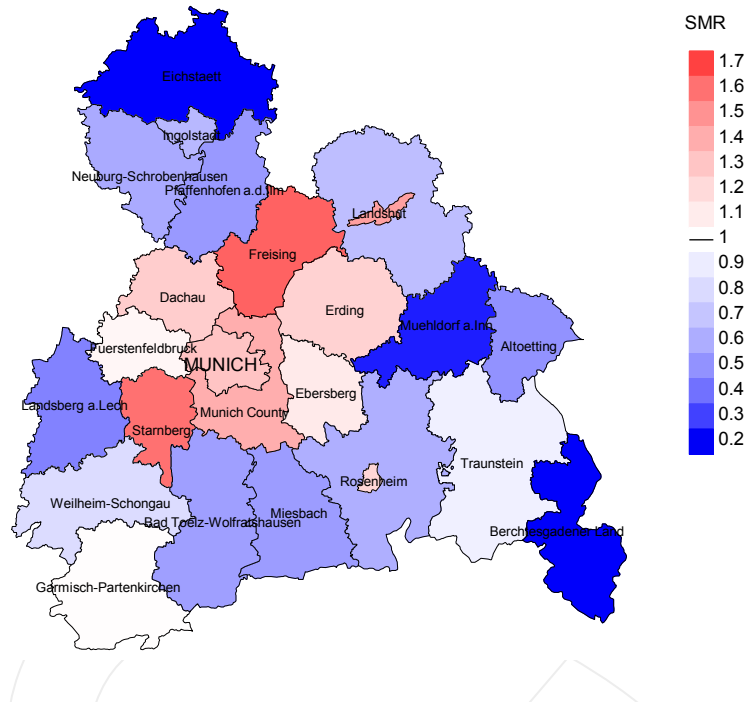 SMR
1.7
1.6
1.5
1.4
1.3
1.2
1.1
1
0.9
0.8
0.7
0.6
0.5
0.4
0.3
0.2
Eichstaett
Ingolstadt
Neuburg-Schrobenhausen
Pfaffenhofen a.d.Ilm
Landshut
Freising
Dachau
Erding
Muehldorf a.Inn
Altoetting
Fuerstenfeldbruck
MUNICH
Ebersberg
Landsberg a.Lech
Munich County
Starnberg
Traunstein
Rosenheim
Weilheim-Schongau
Miesbach
Bad Toelz-Wolfratshausen
Berchtesgadener Land
Garmisch-Partenkirchen